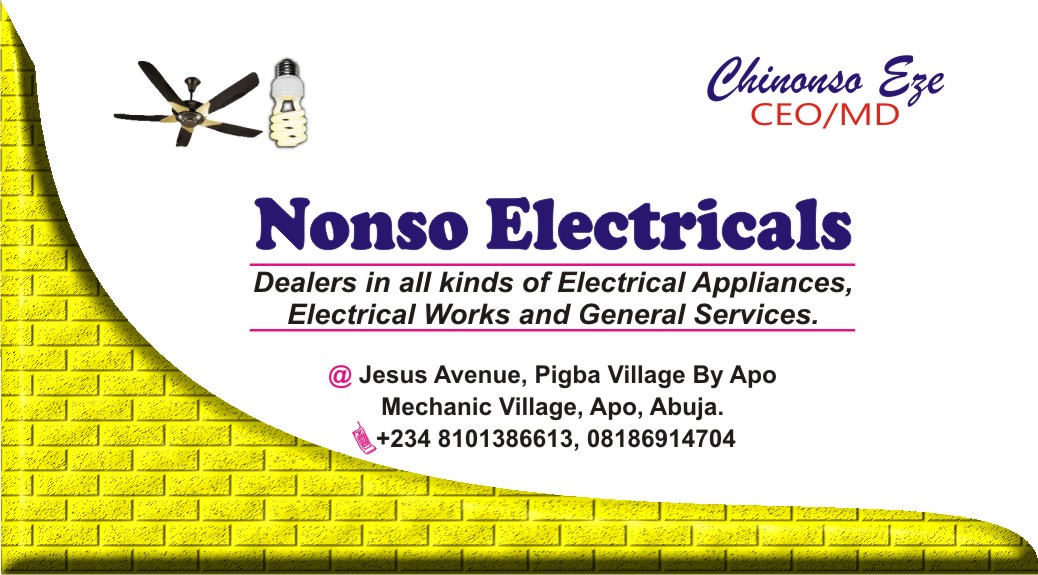 Chinonso Eze
CEO/MD
Nonso Electricals
Dealers in all kinds of Electrical Appliances,
Electrical Works and General Services.
@ Jesus Avenue, Pigba Village By Apo
Mechanic Village, Apo, Abuja.
+234 8101386613, 08186914704